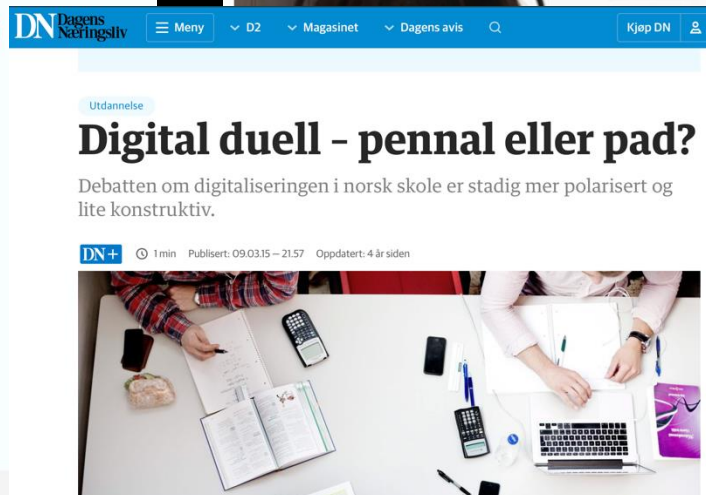 DN Dagens Næringsliv
Meny
D2
Magasinet
Dagens avis
Kjøp DN
Utdannelse
Digital duell – pennal eller pad?
Debatten om digitaliseringen i norsk skole er stadig mer polarisert og
lite konstruktiv.
DN+ 1 min Publisert: 09.03.15 – 21.57 Oppdatert: 4 år siden